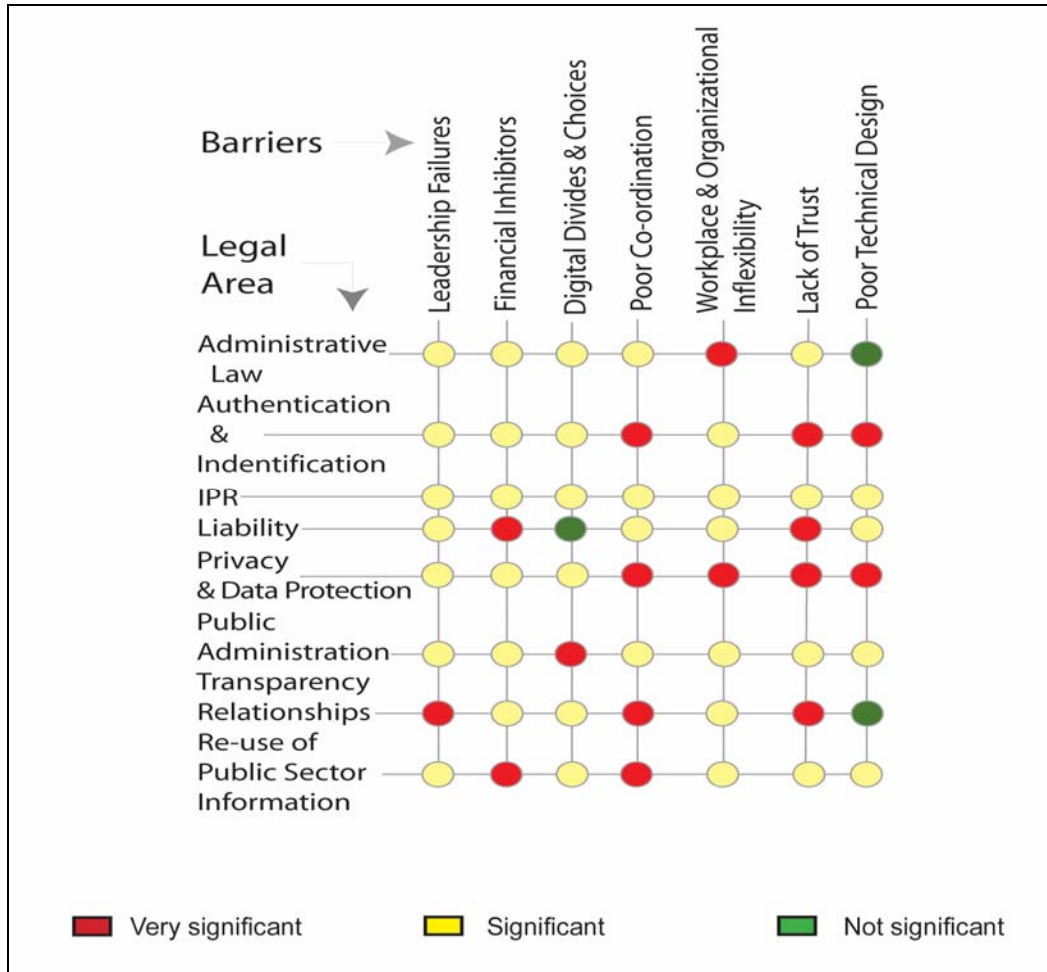 Barriers
Legal
Area
Leadership Failures
Financial Inhibitors
Digital Divides & Choices
Poor Co-ordination
Workplace & Organizational
Inflexibility
Lack of Trust
Poor Technical Design
Administrative
Law
Authentication
&
Indentification
IPR
Liability
Privacy
& Data Protection
Public
Administration
Transparency
Relationships
Re-use of
Public Sector
Information
Very significant
Significant
Not significant